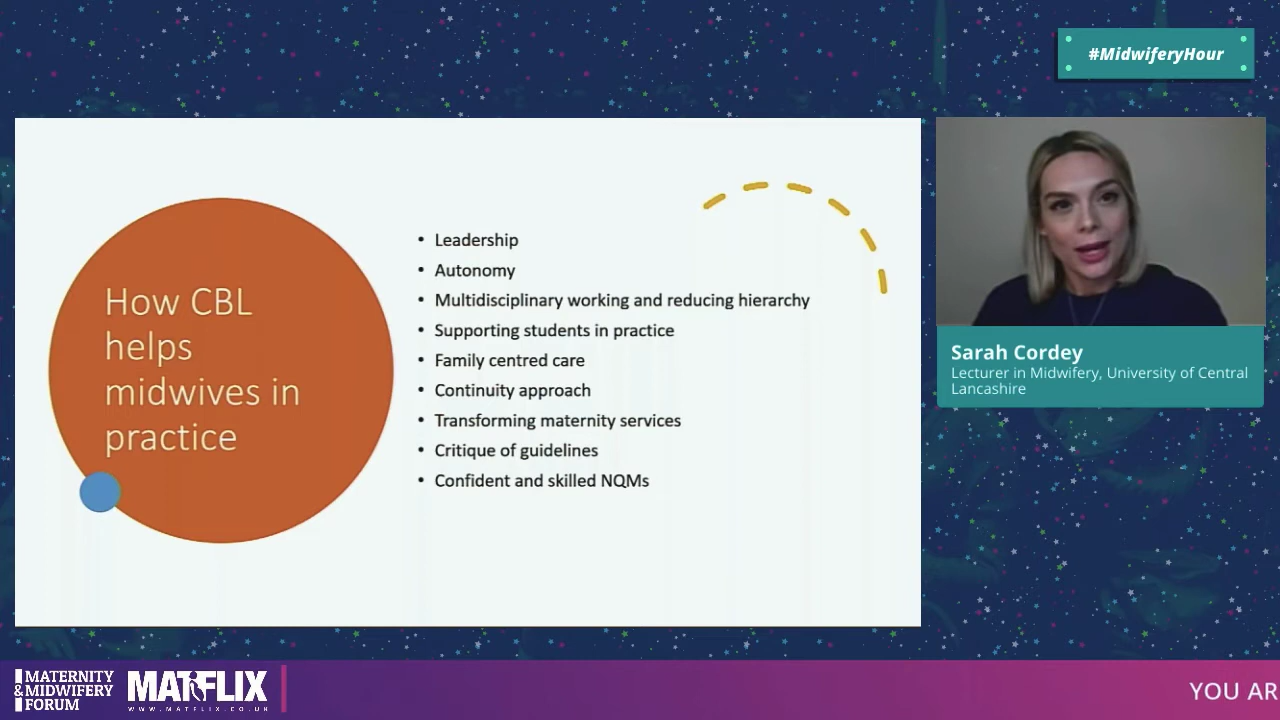 #MidwiferyHour
How CBL
helps
midwives in
practice
• Leadership
• Autonomy
• Multidisciplinary working and reducing hierarchy
• Supporting students in practice
• Family centred care
• Continuity approach
• Transforming maternity services
• Critique of guidelines
• Confident and skilled NQMs
Sarah Cordey
Lecturer in Midwifery, University of Central
Lancashire
MATERNITY
&MIDWIFERY
FORUM
MATFLIX
WWW.MATFLIX.CO.UK
YOU AR